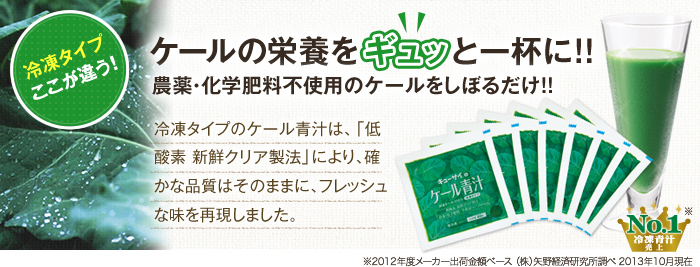 冷凍タイプ
ここが違う!
ケールの栄養をギュッと一杯に!!
農薬・化学肥料不使用のケールをしぼるだけ!!
冷凍タイプのケール青汁は、「低
酸素 新鮮クリア製法」により、確
かな品質はそのままに、フレッシュ
な味を再現しました。
キューサイ
ケール青汁
※
No.1
冷凍青汁
売上
※2012年度メーカー出荷金額ベース (株)矢野経済研究所調べ 2013年10月現在